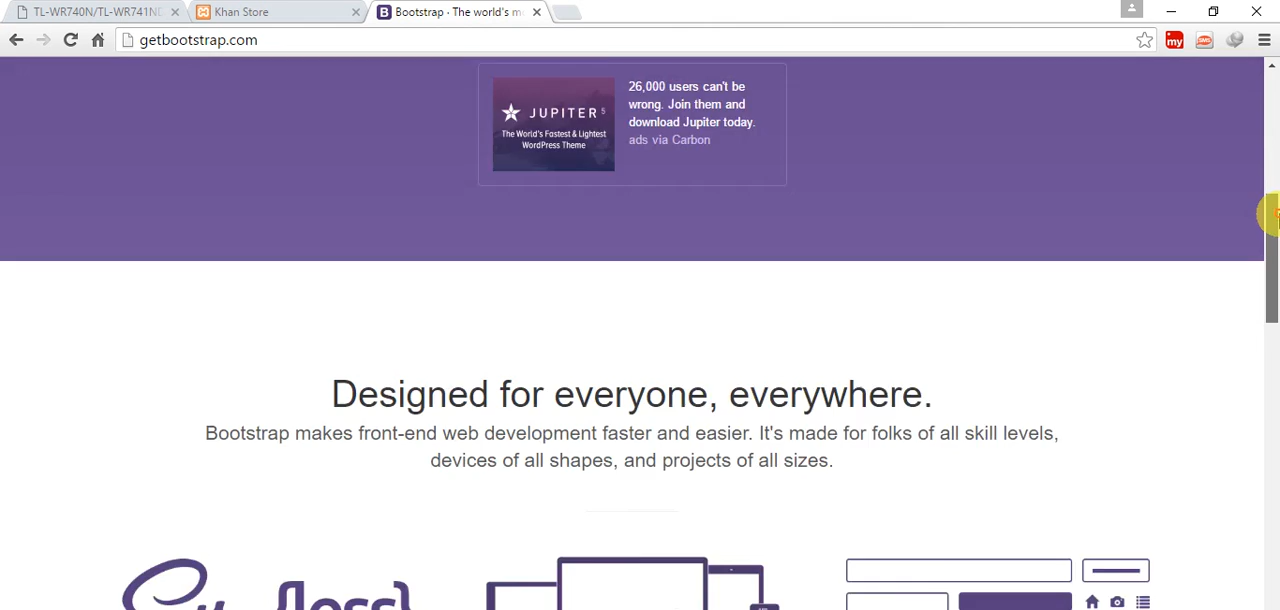 TL-WR740N/TL-WR741ND
Khan Store
Bootstrap · The world's m
getbootstrap.com
my
SMS
JUPITER 5
The World's Fastest & Lightest
WordPress Theme
26,000 users can't be
wrong. Join them and
download Jupiter today.
ads via Carbon
Designed for everyone, everywhere.
Bootstrap makes front-end web development faster and easier. It's made for folks of all skill levels,
devices of all shapes, and projects of all sizes.